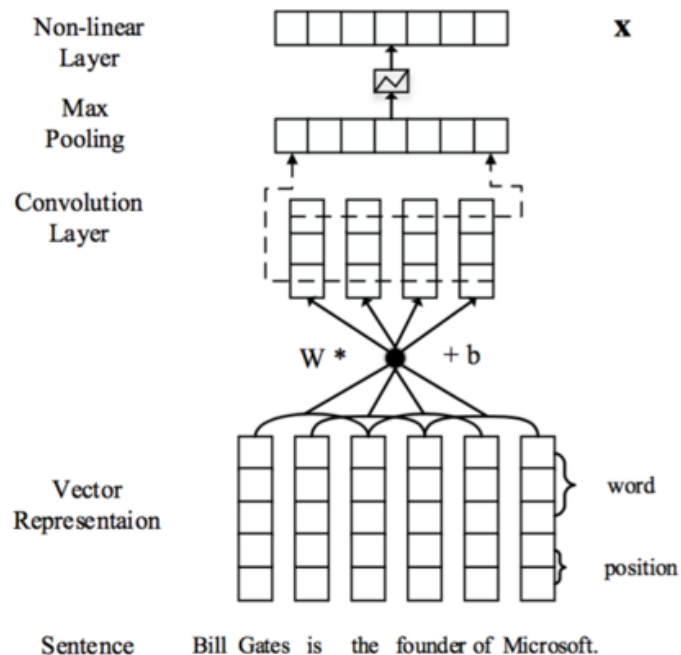 Non-linear
Layer
x
Max
Pooling
Convolution
Layer
W * + b
Vector
Representaion
word
position
Sentence Bill Gates is the founder of Microsoft.